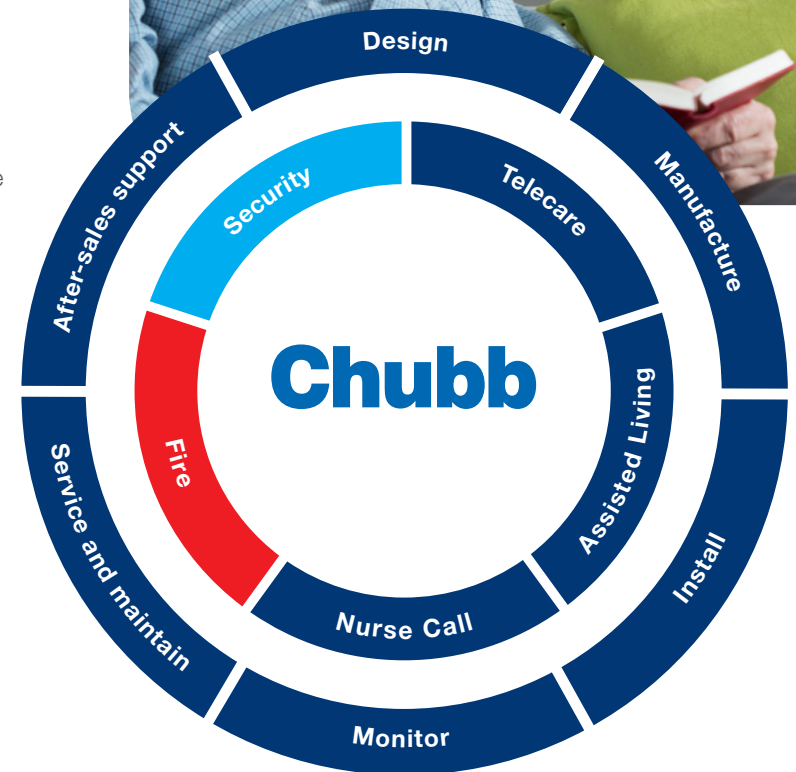 Design
Manufacture
Install
Monitor
Service and maintain
After-sales support
Telecare
Assisted Living
Nurse Call
Fire
Security
Chubb